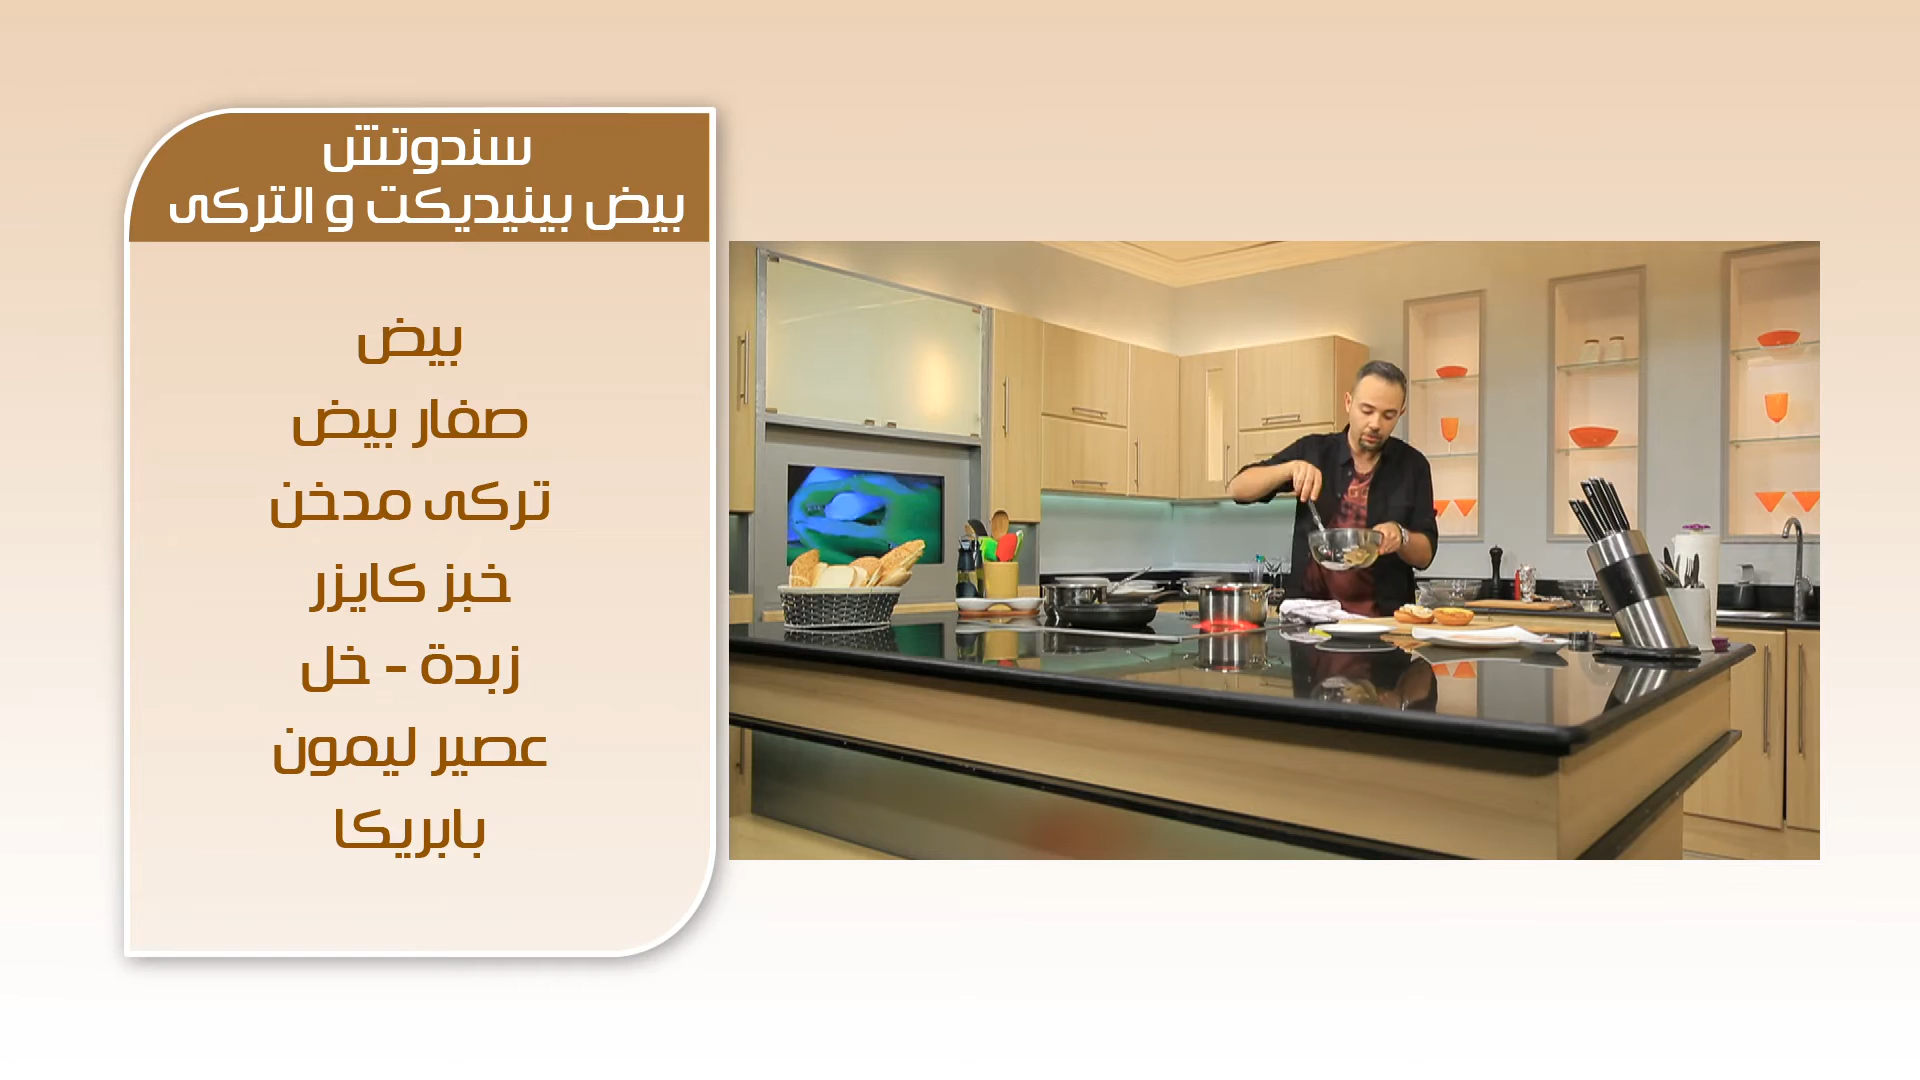 سندوتش
بيض بينيديكت و التركى
بيض
صفار بيض
تركى مدخن
خبز كايزر
زبدة - خل
عصير ليمون
بابريكا